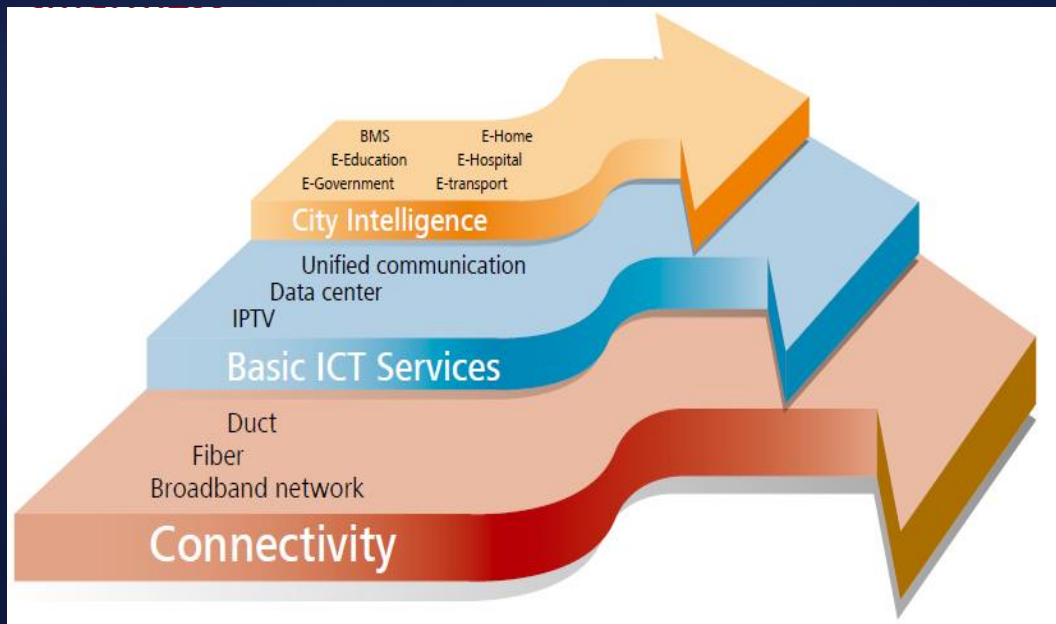 BMS E-Home
E-Education E-Hospital
E-Government E-transport
City Intelligence
Unified communication
Data center
IPTV
Basic ICT Services
Duct
Fiber
Broadband network
Connectivity